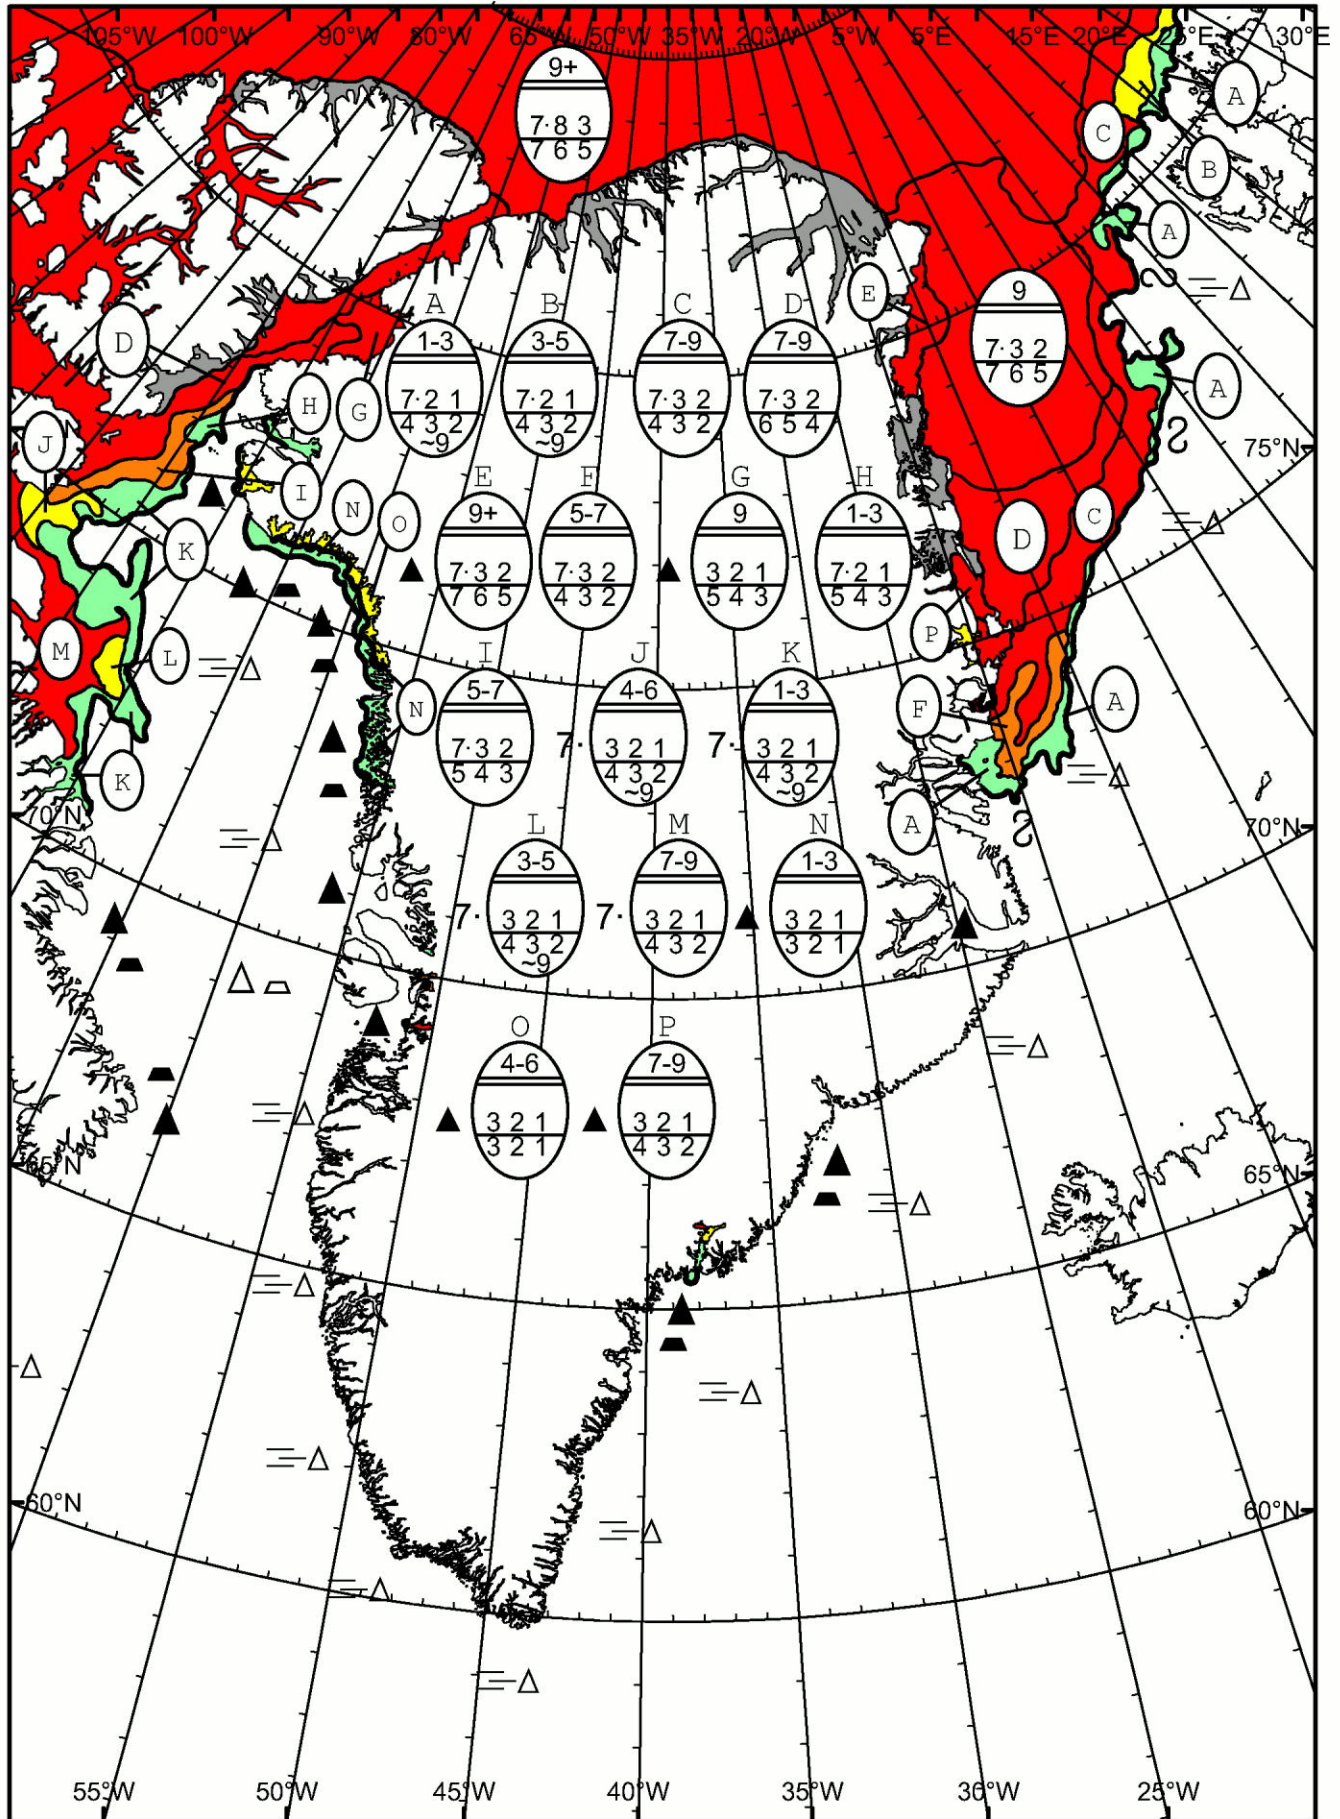 105°W 100°W 90°W 80°W 65°W 50°W 35°W 20°W 5°W 5°E 15°E 20°E 25°E 30°E
9+
7· 8 3
7 6 5
A
C
B
A
E
9
7· 3 2
7 6 5
D
A B C D
1-3 3-5 7-9 7-9
7· 2 1 7· 2 1 7· 3 2 7· 3 2
4 3 2 4 3 2 4 3 2 6 5 4
~9 ~9
A
H G
J
75°N
E F G H
I N O
9+ 5-7 9 1-3
C
D
K
7· 3 2 7· 3 2 3 2 1 7· 2 1
7 6 5 4 3 2 5 4 3 5 4 3
P
M L
I J K
5-7 4-6 1-3
N F A
7· 3 2 7· 3 2 1 7· 3 2 1
5 4 3 4 3 2 4 3 2
~9 ~9
K
A
70°N 70°N
L M N
3-5 7-9 1-3
7· 3 2 1 7· 3 2 1 3 2 1
4 3 2 4 3 2 3 2 1
~9
O P
4-6 7-9
3 2 1 3 2 1
3 2 1 4 3 2
65°N 65°N
60°N 60°N
55°W 50°W 45°W 40°W 35°W 30°W 25°W